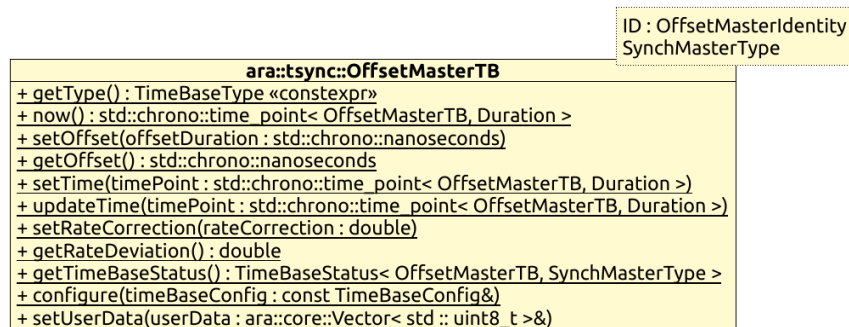 ID : OffsetMasterIdentity
SynchMasterType
ara::tsync::OffsetMasterTB
+ getType() : TimeBaseType «constexpr»
+ now() : std::chrono::time_point< OffsetMasterTB, Duration >
+ setOffset(offsetDuration : std::chrono::nanoseconds)
+ getOffset() : std::chrono::nanoseconds
+ setTime(timePoint : std::chrono::time_point< OffsetMasterTB, Duration >)
+ updateTime(timePoint : std::chrono::time_point< OffsetMasterTB, Duration >)
+ setRateCorrection(rateCorrection : double)
+ getRateDeviation() : double
+ getTimeBaseStatus() : TimeBaseStatus< OffsetMasterTB, SynchMasterType >
+ configure(timeBaseConfig : const TimeBaseConfig&)
+ setUserData(userData : ara::core::Vector< std :: uint8_t >&)